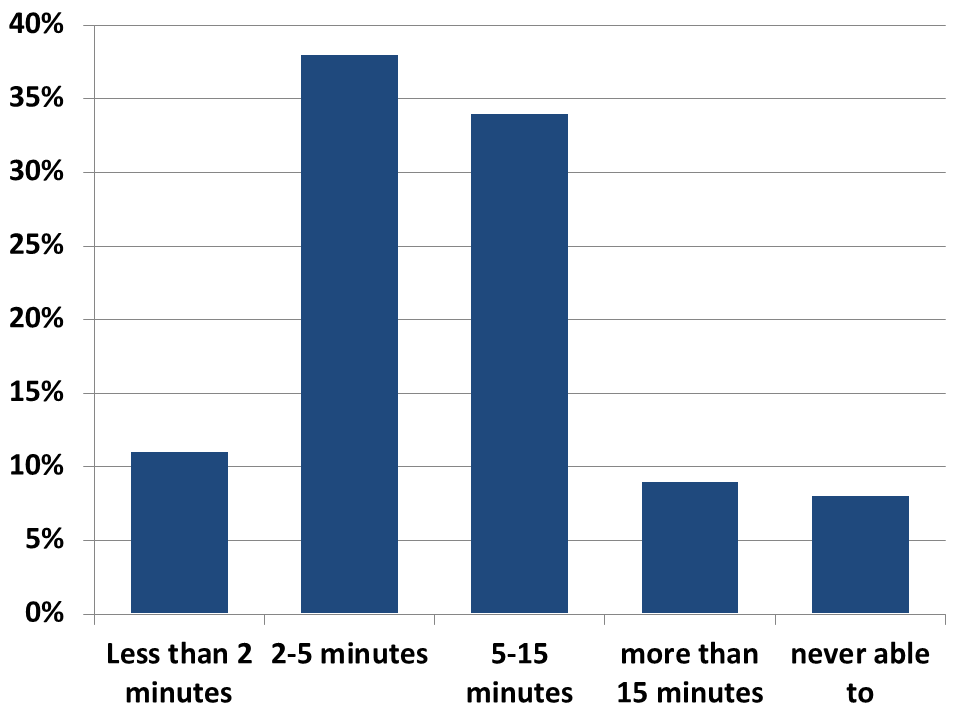 40%
35%
30%
25%
20%
15%
10%
5%
0%
Less than 2
minutes
2-5 minutes
5-15
minutes
more than
15 minutes
never able
to